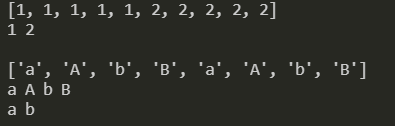 [1, 1, 1, 1, 1, 2, 2, 2, 2, 2]
1 2
['a', 'A', 'b', 'B', 'a', 'A', 'b', 'B']
a A b B
a b